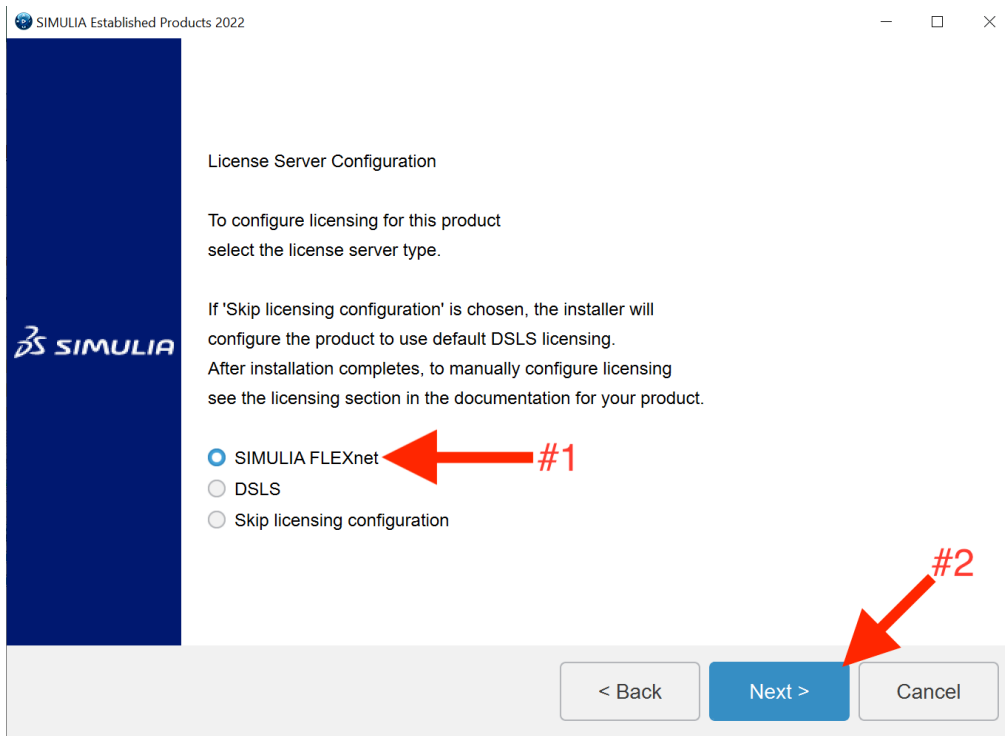 SIMULIA Established Products 2022
License Server Configuration
To configure licensing for this product
select the license server type.
If 'Skip licensing configuration' is chosen, the installer will
configure the product to use default DSLS licensing.
After installation completes, to manually configure licensing
see the licensing section in the documentation for your product.
3S SIMULIA
SIMULIA FLEXnet
#1
DSLS
Skip licensing configuration
#2
< Back
Next >
Cancel